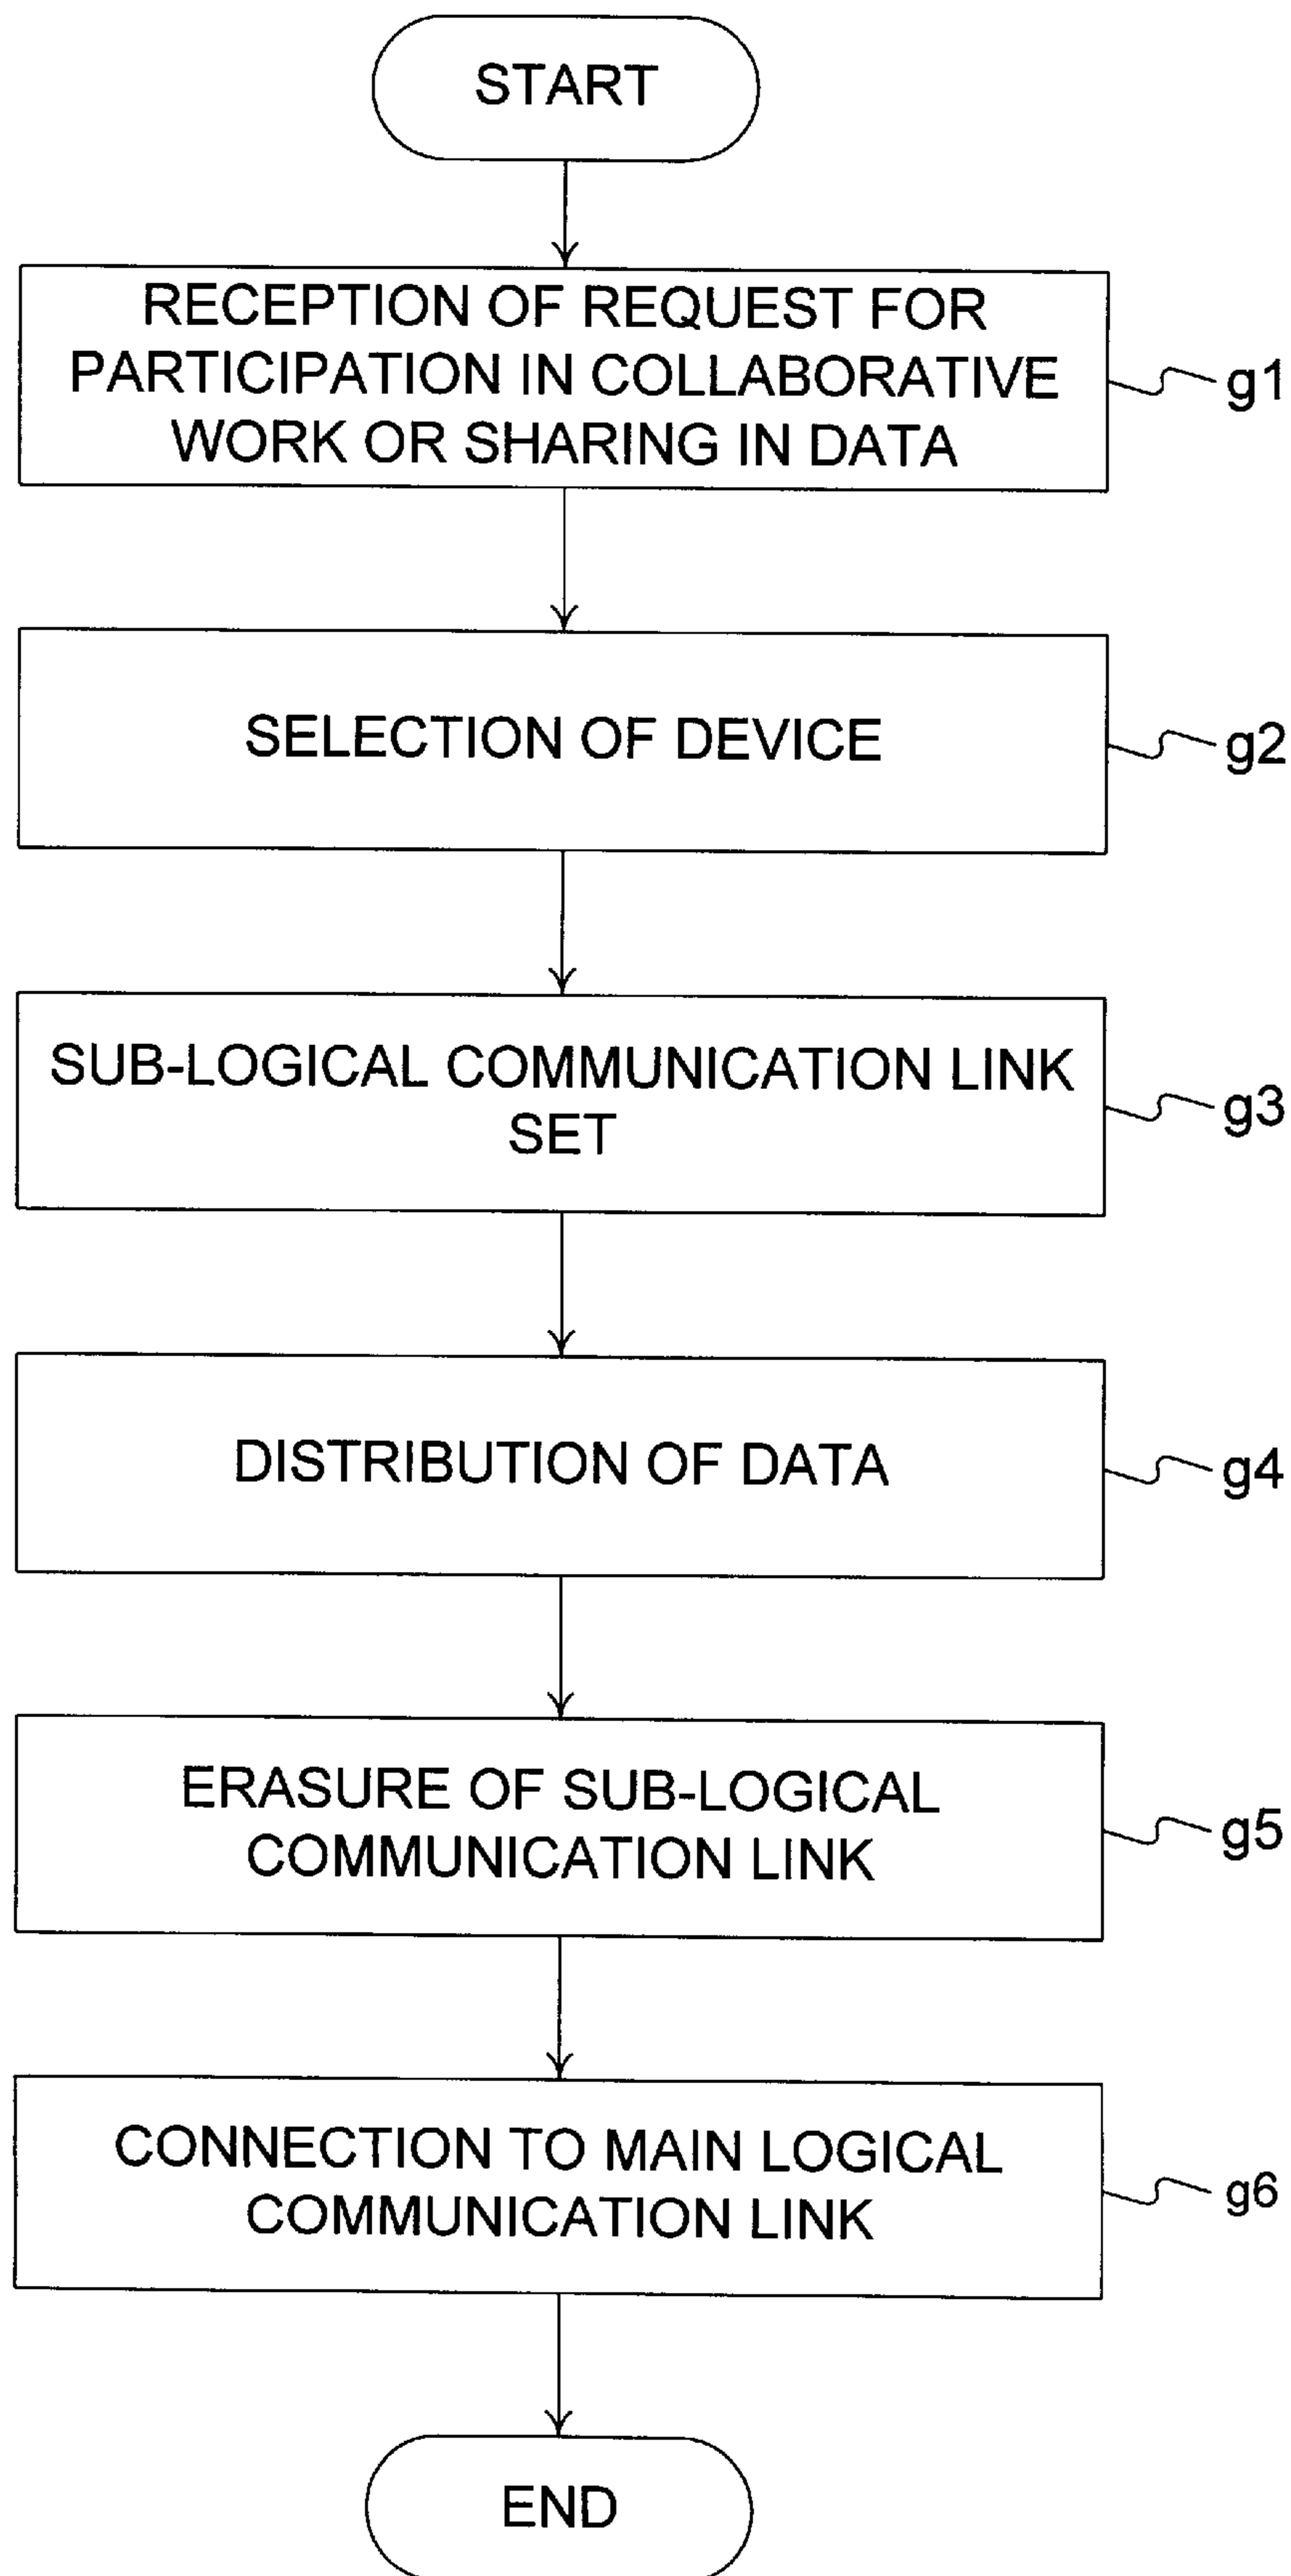 START
RECEPTION OF REQUEST FOR
PARTICIPATION IN COLLABORATIVE
WORK OR SHARING IN DATA
g1
SELECTION OF DEVICE
g2
SUB-LOGICAL COMMUNICATION LINK
SET
g3
DISTRIBUTION OF DATA
g4
ERASURE OF SUB-LOGICAL
COMMUNICATION LINK
g5
CONNECTION TO MAIN LOGICAL
COMMUNICATION LINK
g6
END